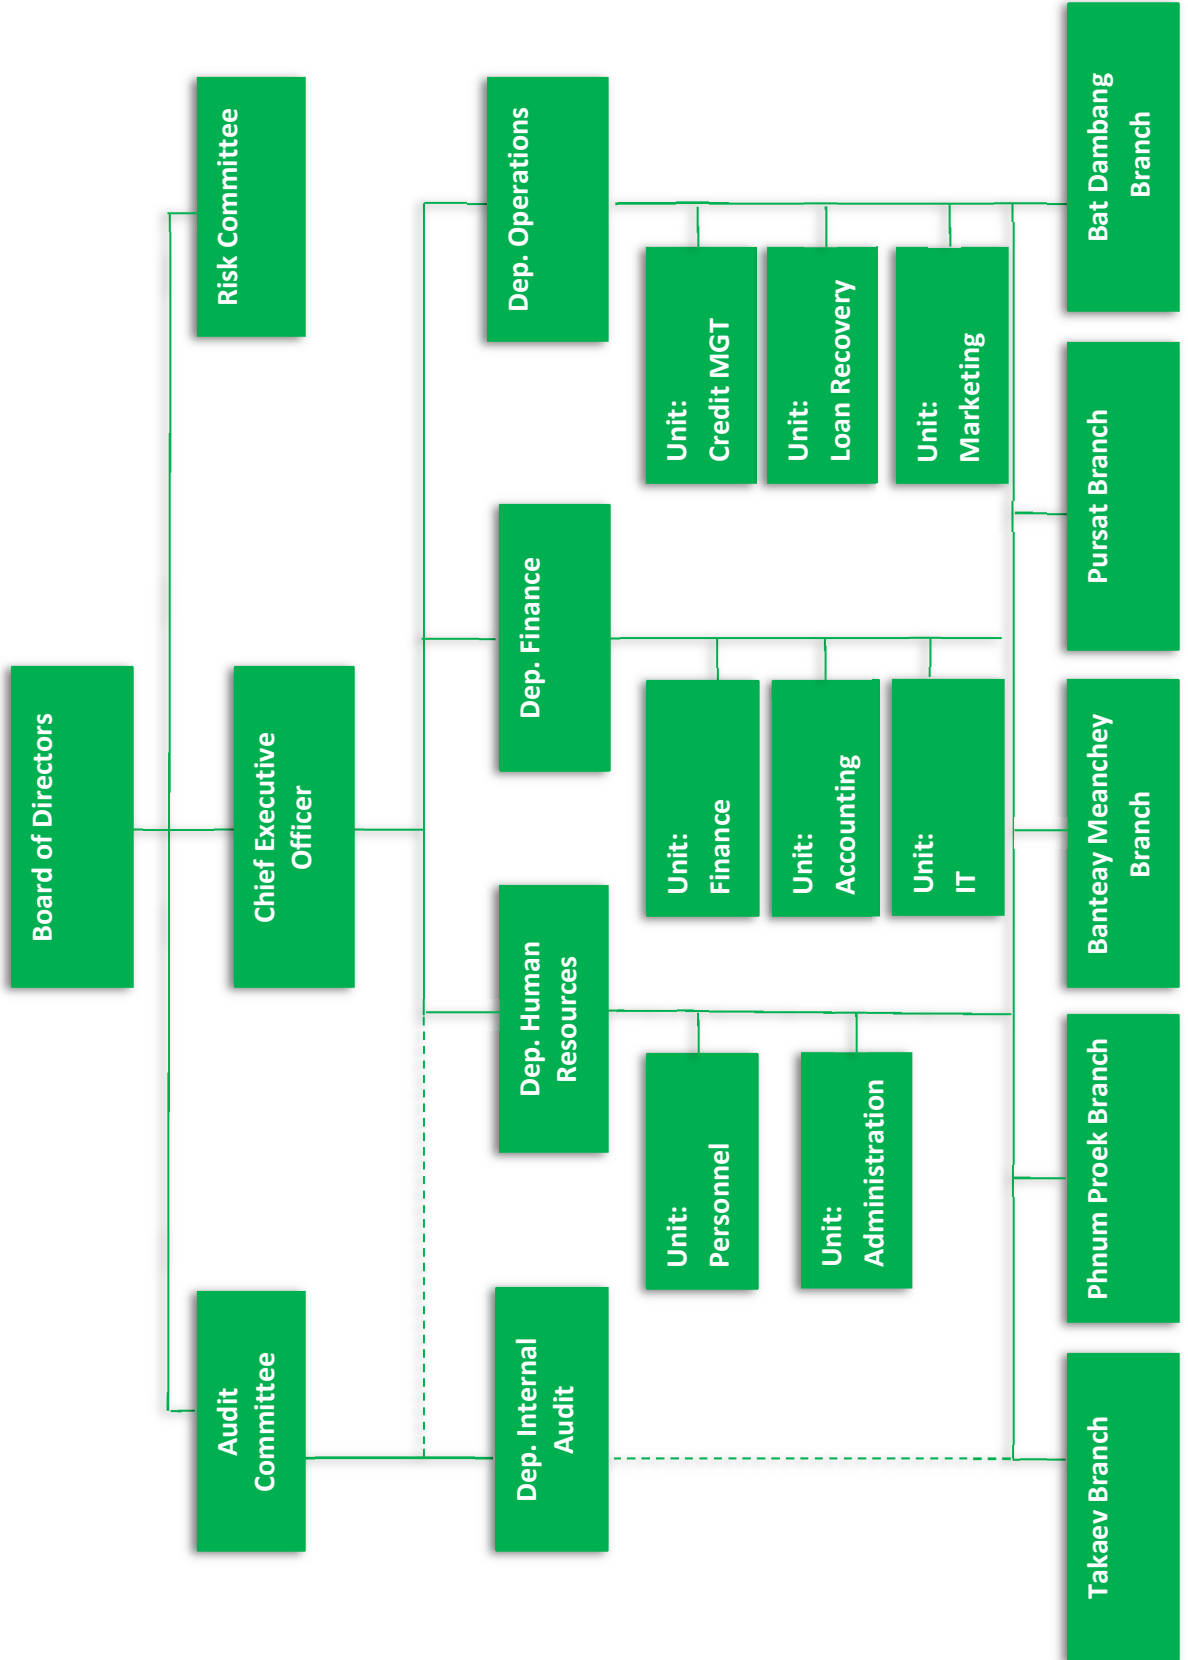 Board of Directors
Audit
Committee
Chief Executive
Officer
Risk Committee
Dep. Internal
Audit
Dep. Human
Resources
Dep. Finance
Dep. Operations
Unit:
Personnel
Unit:
Administration
Unit:
Finance
Unit:
Accounting
Unit:
IT
Unit:
Credit MGT
Unit:
Loan Recovery
Unit:
Marketing
Takaev Branch
Phnum Proek Branch
Banteay Meanchey
Branch
Pursat Branch
Bat Dambang
Branch